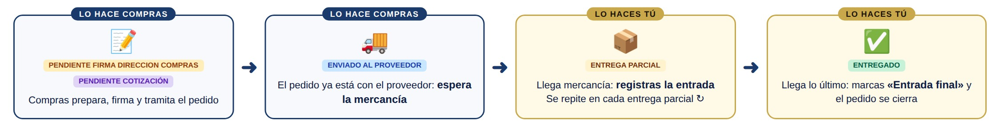 LO HACE COMPRAS
PENDIENTE FIRMA DIRECCION COMPRAS
PENDIENTE COTIZACIÓN
Compras prepara, firma y tramita el pedido
LO HACE COMPRAS
ENVIADO AL PROVEEDOR
El pedido ya está con el proveedor: espera
la mercancía
LO HACES TÚ
ENTREGA PARCIAL
Llega mercancía: registras la entrada
Se repite en cada entrega parcial ↻
LO HACES TÚ
ENTREGADO
Llega lo último: marcas «Entrada final» y
el pedido se cierra